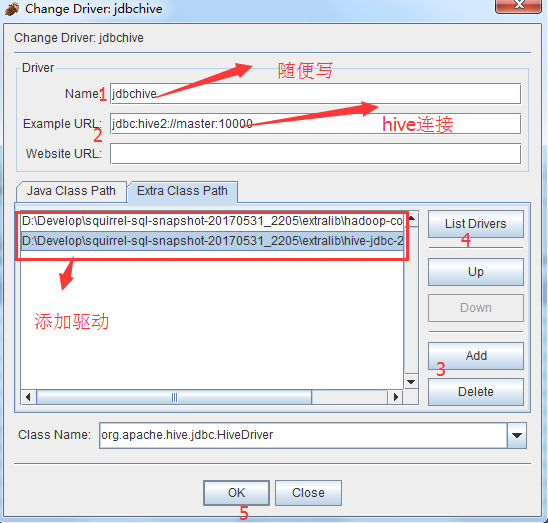 Change Driver: jdbchive
Change Driver: jdbchive
Driver
随便写
1 Name: jdbchive
Example URL: jdbc:hive2://master:10000
2 hive连接
Website URL:
Java Class Path Extra Class Path
D:\Develop\squirrel-sql-snapshot-20170531_2205\extralib\hadoop-co
List Drivers
D:\Develop\squirrel-sql-snapshot-20170531_2205\extralib\hive-jdbc-2
4
Up
Down
添加驱动
Add
3
Delete
Class Name: org.apache.hive.jdbc.HiveDriver
OK Close
5